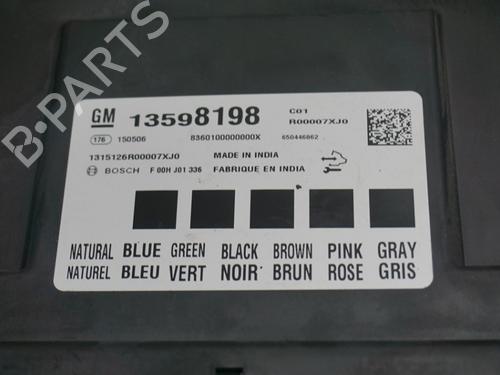 B-PARTS
GM 13598198 C01
R00007XJ0
176 150506 8360100000000X 650446862
1315126R00007XJ0 MADE IN INDIA
BOSCH F 00H J01 336 FABRIQUE EN INDIA
NATURAL BLUE GREEN BLACK BROWN PINK GRAY
NATUREL BLEU VERT NOIR BRUN ROSE GRIS